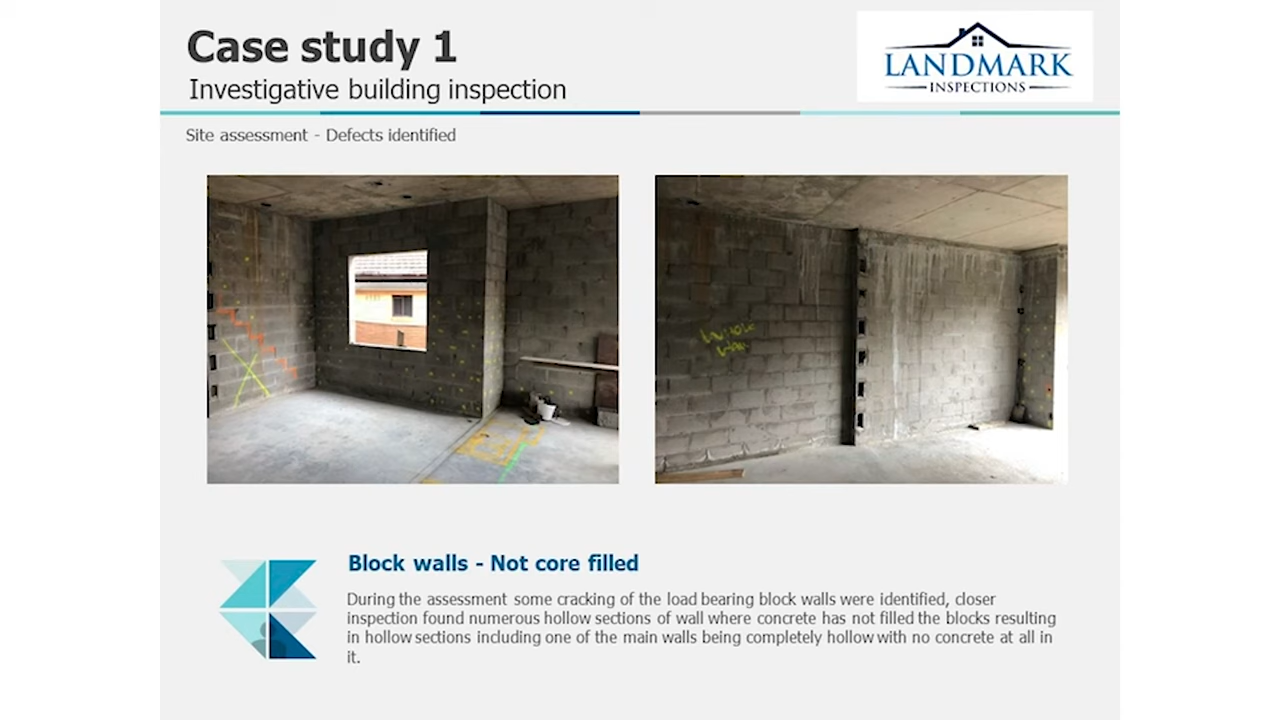 Case study 1
Investigative building inspection
LANDMARK
INSPECTIONS
Site assessment - Defects identified
Block walls - Not core filled
During the assessment some cracking of the load bearing block walls were identified, closer
inspection found numerous hollow sections of wall where concrete has not filled the blocks resulting
in hollow sections including one of the main walls being completely hollow with no concrete at all in
it.